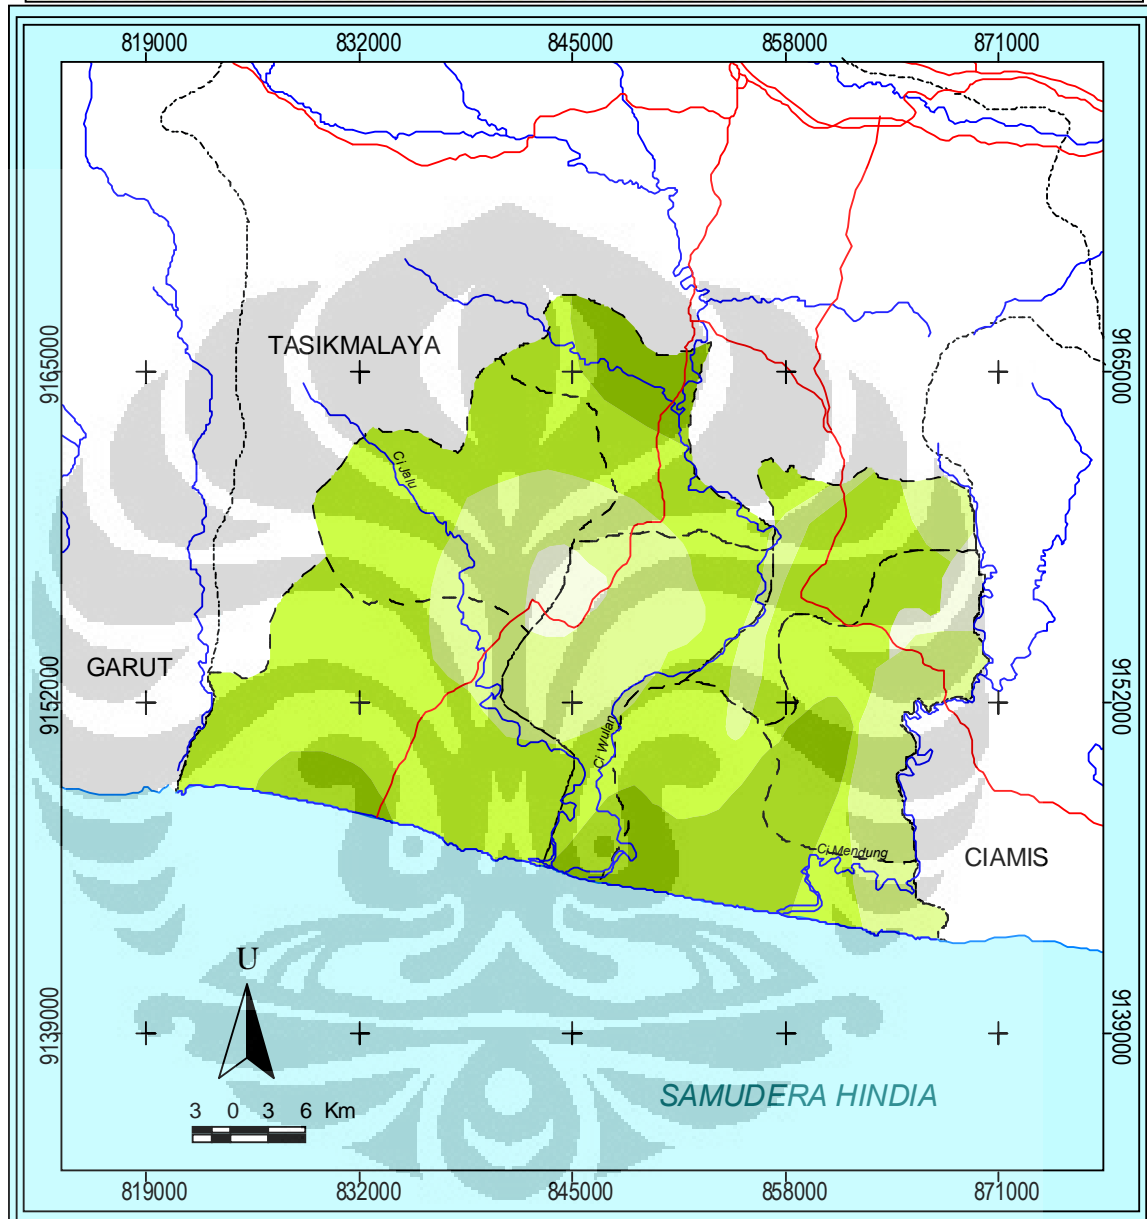 819000 832000 845000 858000 871000
TASIKMALAYA
9165000 9165000
Ci Jalu
GARUT
9152000 9152000
Ci Wulan
Ci Mendung
CIAMIS
U
9139000 9139000
SAMUDERA HINDIA
3 0 3 6 Km
819000 832000 845000 858000 871000